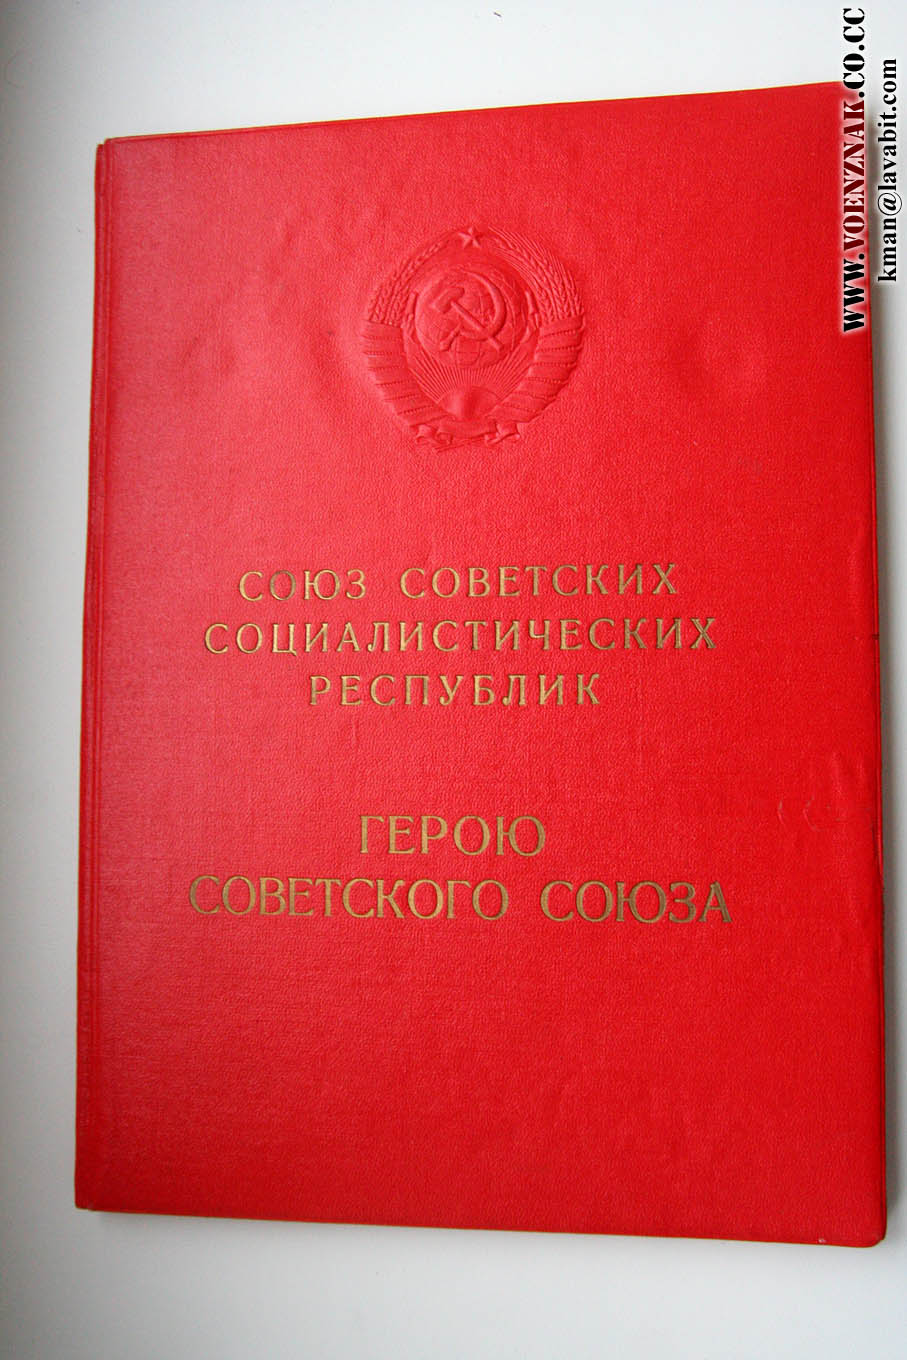 СОЮЗ СОВЕТСКИХ
СОЦИАЛИСТИЧЕСКИХ
РЕСПУБЛИК
ГЕРОЮ
СОВЕТСКОГО СОЮЗА
WWW.VOENZNAK.CO.CC
kman@lavabit.com